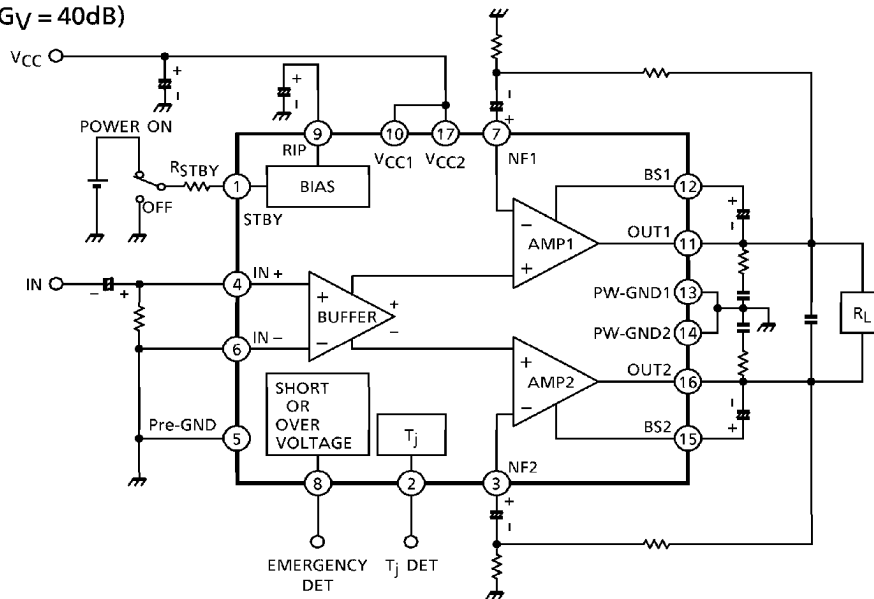 GV = 40dB)
VCC
+
-
POWER ON
RSTBY
OFF
+
-
9
RIP
10
VCC1
17
VCC2
-
+
7
NF1
1
STBY
BIAS
BS1
12
-
AMP1
+
OUT1
11
+
-
IN
- +
4
IN +
+
BUFFER
-
+
-
PW-GND1
13
PW-GND2
14
RL
6
IN -
+
AMP2
-
OUT2
16
Pre-GND
5
SHORT
OR
OVER
VOLTAGE
Tj
BS2
15
-
+
8
2
3
NF2
+
-
EMERGENCY
DET
Tj DET